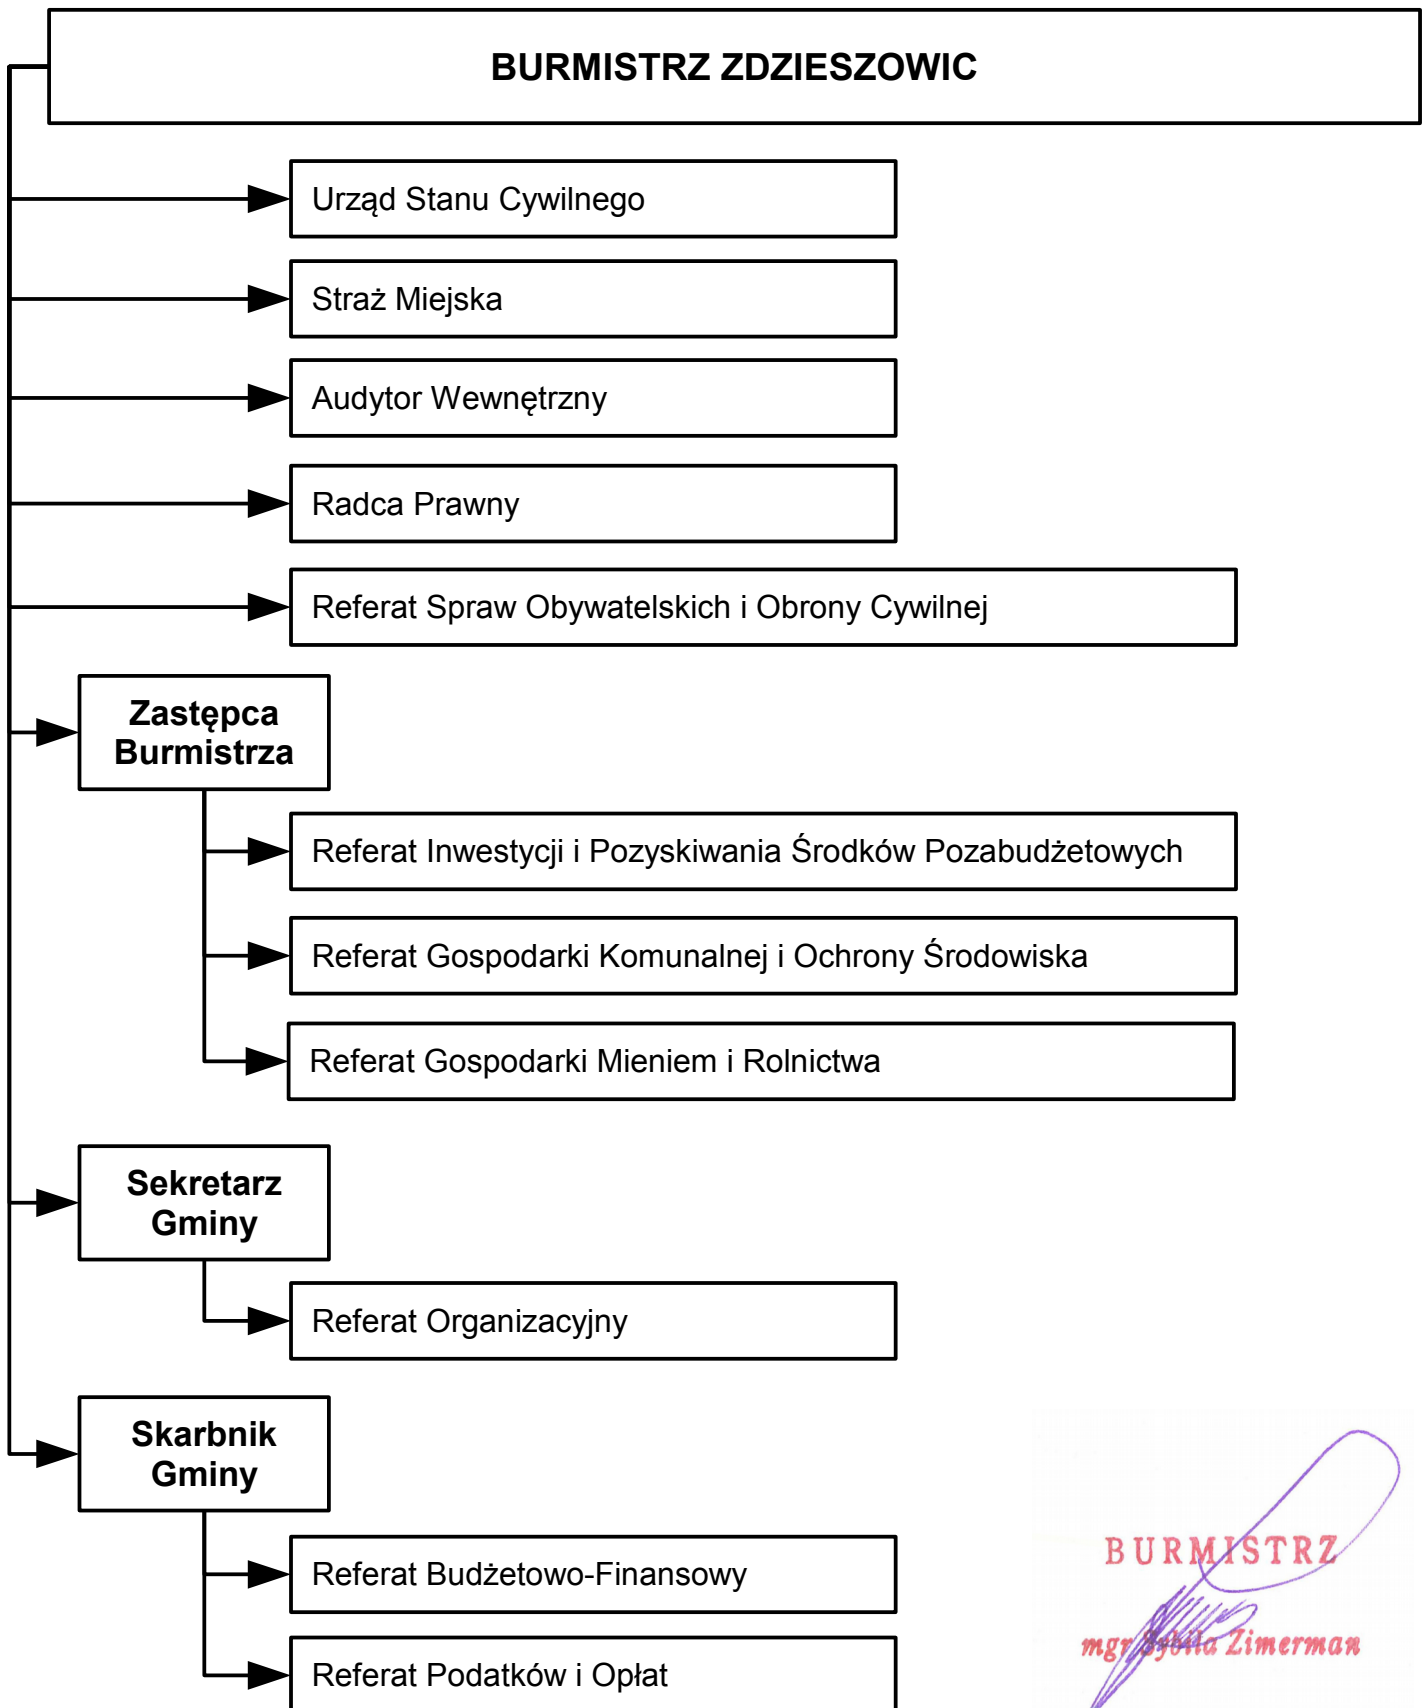 BURMISTRZ ZDZIESZOWIC
Urząd Stanu Cywilnego
Straż Miejska
Audytor Wewnętrzny
Radca Prawny
Referat Spraw Obywatelskich i Obrony Cywilnej
Zastępca
Burmistrza
Referat Inwestycji i Pozyskiwania Środków Pozabudżetowych
Referat Gospodarki Komunalnej i Ochrony Środowiska
Referat Gospodarki Mieniem i Rolnictwa
Sekretarz
Gminy
Referat Organizacyjny
Skarbnik
Gminy
Referat Budżetowo-Finansowy
Referat Podatków i Opłat
BURMISTRZ
mgr Sybila Zimerman